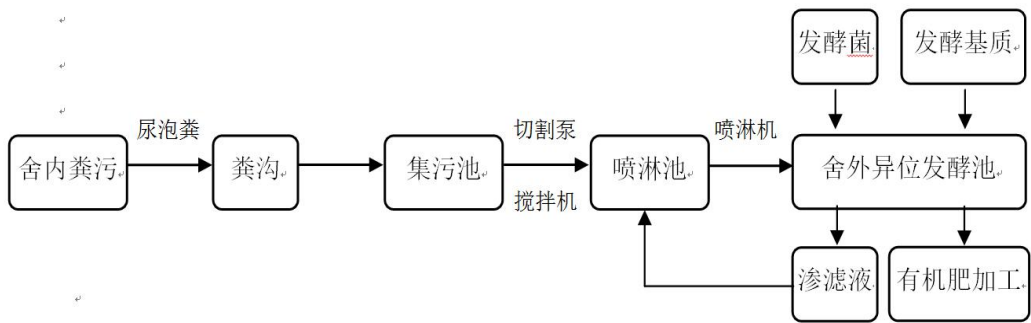 发酵菌
发酵基质
尿泡粪
切割泵
喷淋机
舍内粪污
粪沟
集污池
喷淋池
舍外异位发酵池
搅拌机
渗滤液
有机肥加工